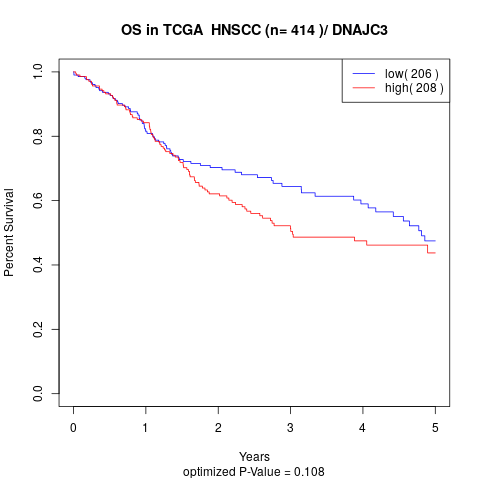 OS in TCGA  HNSCC (n= 414 )/ DNAJC3
low( 206 )
high( 208 )
Percent Survival
1.0
0.8
0.6
0.4
0.2
0.0
0 1 2 3 4 5
Years
optimized P-Value = 0.108